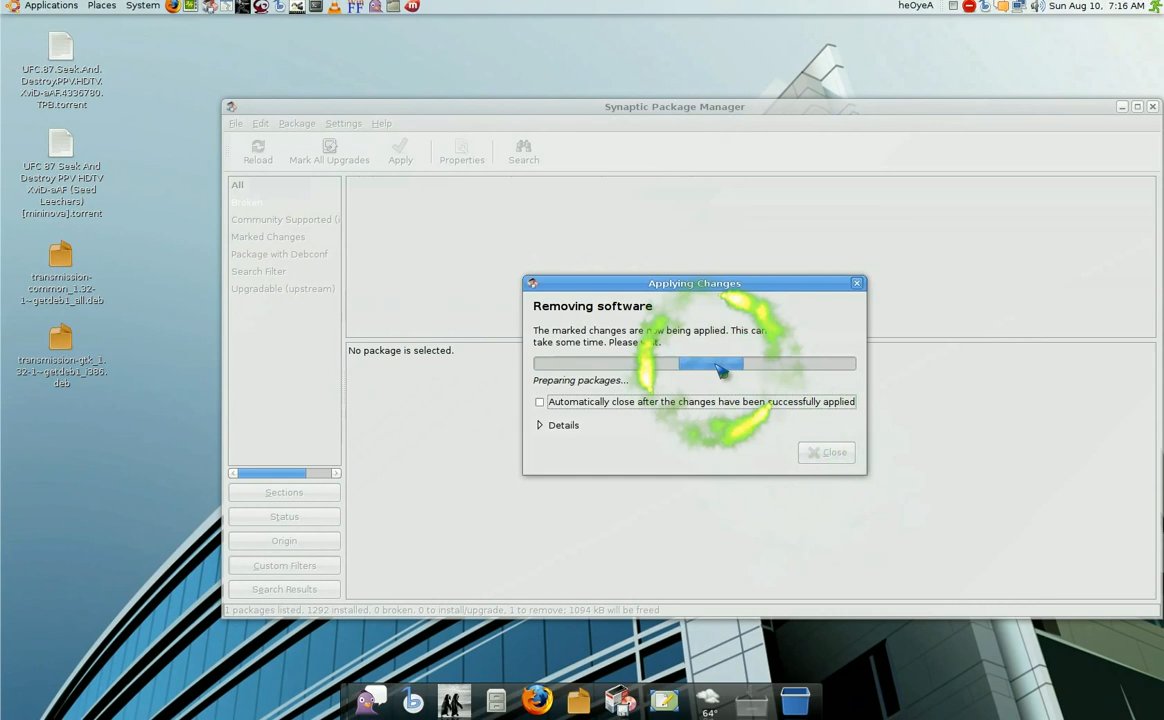 Applications Places System heOyeA Sun Aug 10, 7:16 AM
UFC.87.Seek.And.
Destroy.PPV.HDTV.
XviD-aAF.4336780.
TPB.torrent
UFC 87 Seek And
Destroy PPV HDTV
XviD-aAF (Seed
Leechers)
[mininova].torrent
transmission-
common_1.32-
1~getdeb1_all.deb
transmission-gtk_1.
32-1~getdeb1_i386.
deb
Synaptic Package Manager
File Edit Package Settings Help
Reload Mark All Upgrades Apply Properties Search
All
Broken
Community Supported (
Marked Changes
Package with Debconf
Search Filter
Upgradable (upstream)
No package is selected.
Sections
Status
Origin
Custom Filters
Search Results
1 packages listed, 1292 installed, 0 broken. 0 to install/upgrade, 1 to remove; 1094 kB will be freed
Applying Changes
Removing software
The marked changes are now being applied. This can
take some time. Please
Preparing packages...
Automatically close after the changes have been successfully applied
Details
Close
64°